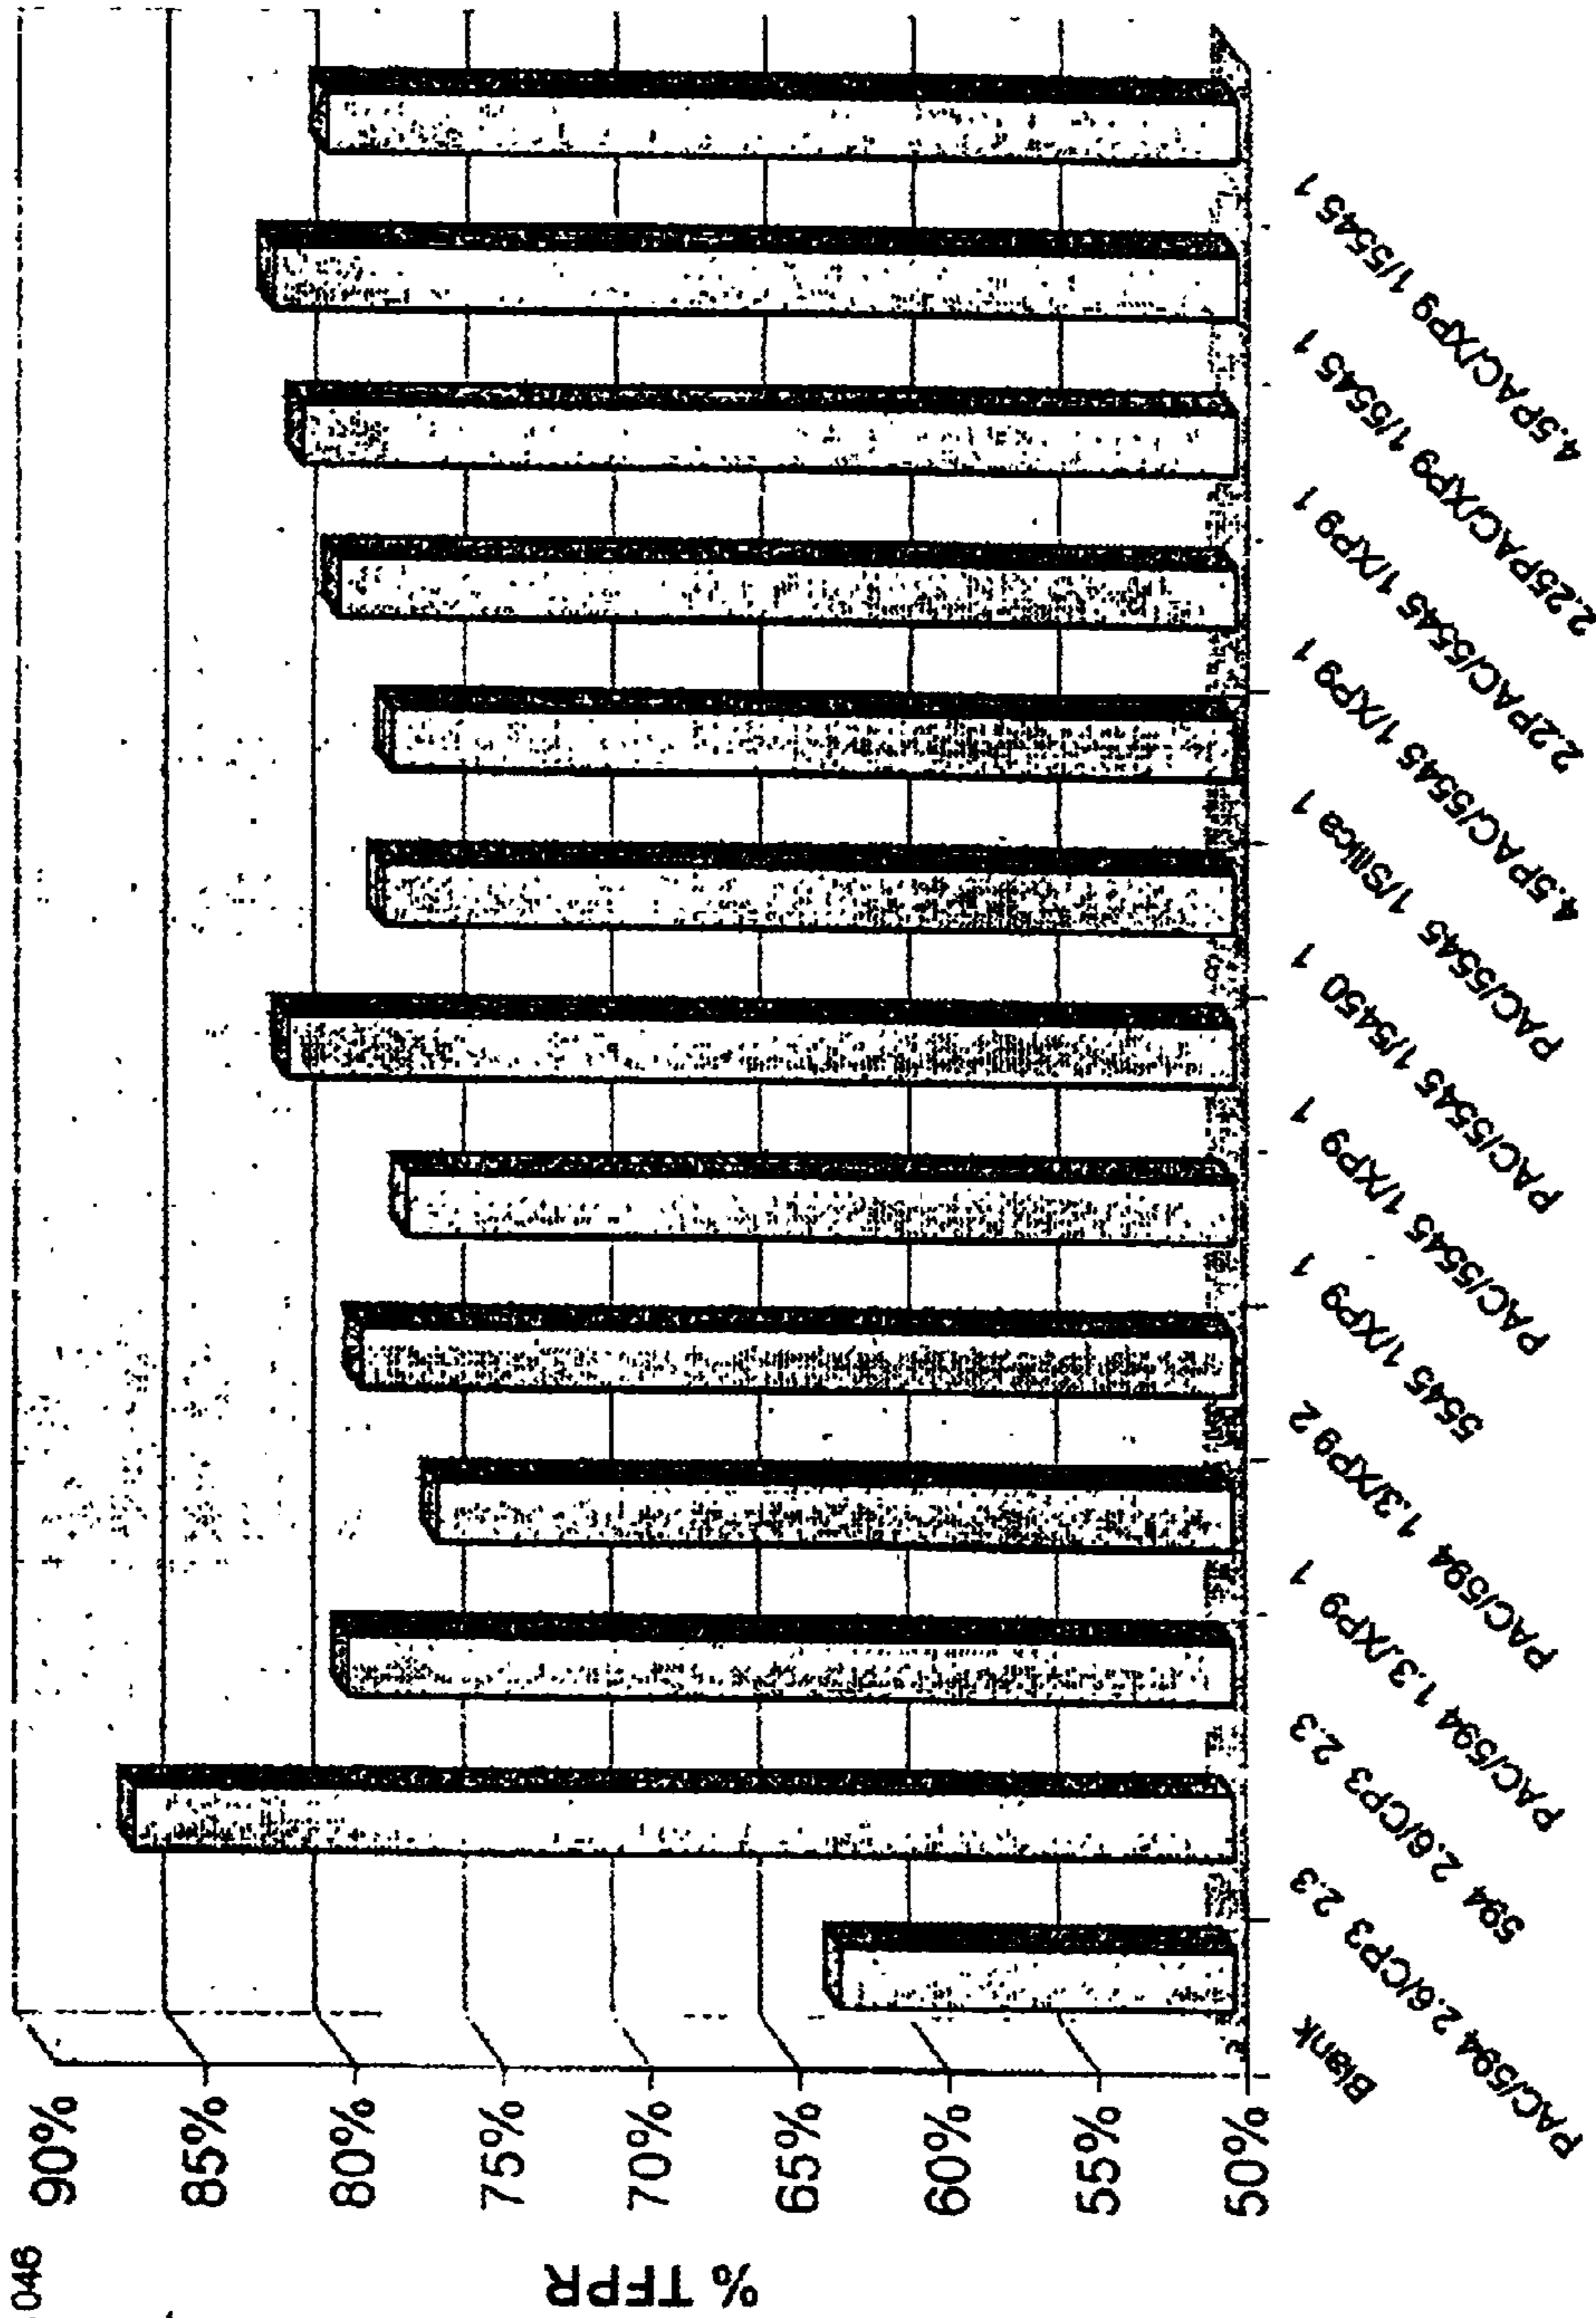 046
% TFPR
90%
85%
80%
75%
70%
65%
60%
55%
50%
Blank
PAC/594 2.6/CP3 2.3
594 2.6/CP3 2.3
PAC/594 1.3./XP9 1
PAC/594 1.3/XP9 2
5545 1/XP9 1
PAC/5545 1/XP9 1
PAC/5545 1/5450 1
PAC/5545 1/Silica 1
4.5PAC/5545 1/XP9 1
2.2PAC/5545 1/XP9 1
2.25PAC/XP9 1/5545 1
4.5PAC/XP9 1/5545 1